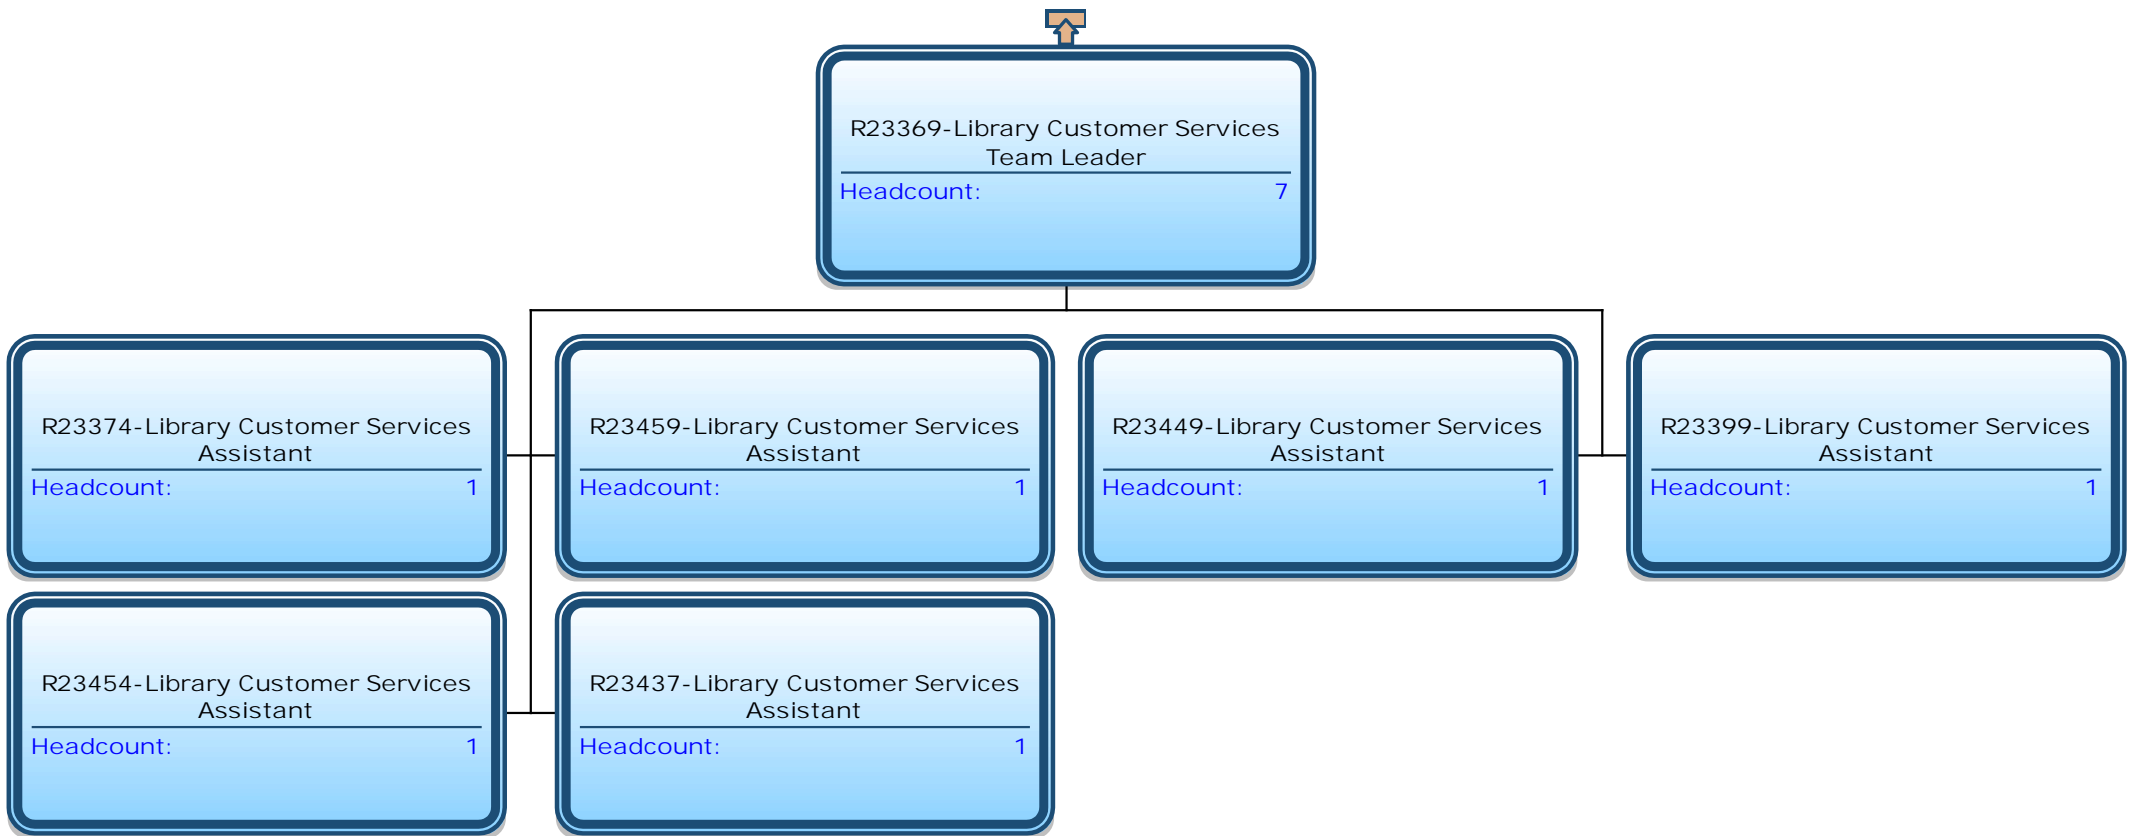 R23369-Library Customer Services
Team Leader
Headcount: 7
R23374-Library Customer Services
Assistant
Headcount: 1
R23459-Library Customer Services
Assistant
Headcount: 1
R23449-Library Customer Services
Assistant
Headcount: 1
R23399-Library Customer Services
Assistant
Headcount: 1
R23454-Library Customer Services
Assistant
Headcount: 1
R23437-Library Customer Services
Assistant
Headcount: 1